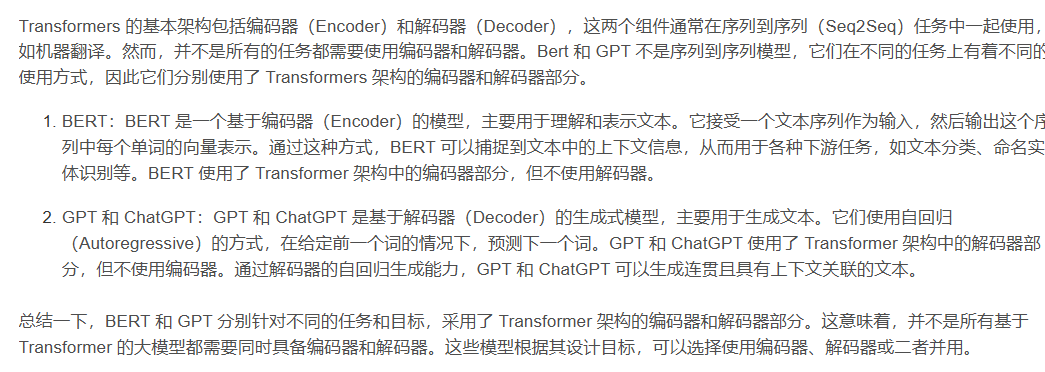 Transformers 的基本架构包括编码器（Encoder）和解码器（Decoder），这两个组件通常在序列到序列（Seq2Seq）任务中一起使用，
如机器翻译。然而，并不是所有的任务都需要使用编码器和解码器。Bert 和 GPT 不是序列到序列模型，它们在不同的任务上有着不同的
使用方式，因此它们分别使用了 Transformers 架构的编码器和解码器部分。
1. BERT：BERT 是一个基于编码器（Encoder）的模型，主要用于理解和表示文本。它接受一个文本序列作为输入，然后输出这个序
列中每个单词的向量表示。通过这种方式，BERT 可以捕捉到文本中的上下文信息，从而用于各种下游任务，如文本分类、命名实
体识别等。BERT 使用了 Transformer 架构中的编码器部分，但不使用解码器。
2. GPT 和 ChatGPT：GPT 和 ChatGPT 是基于解码器（Decoder）的生成式模型，主要用于生成文本。它们使用自回归
（Autoregressive）的方式，在给定前一个词的情况下，预测下一个词。GPT 和 ChatGPT 使用了 Transformer 架构中的解码器部
分，但不使用编码器。通过解码器的自回归生成能力，GPT 和 ChatGPT 可以生成连贯且具有上下文关联的文本。
总结一下，BERT 和 GPT 分别针对不同的任务和目标，采用了 Transformer 架构的编码器和解码器部分。这意味着，并不是所有基于
Transformer 的大模型都需要同时具备编码器和解码器。这些模型根据其设计目标，可以选择使用编码器、解码器或二者并用。